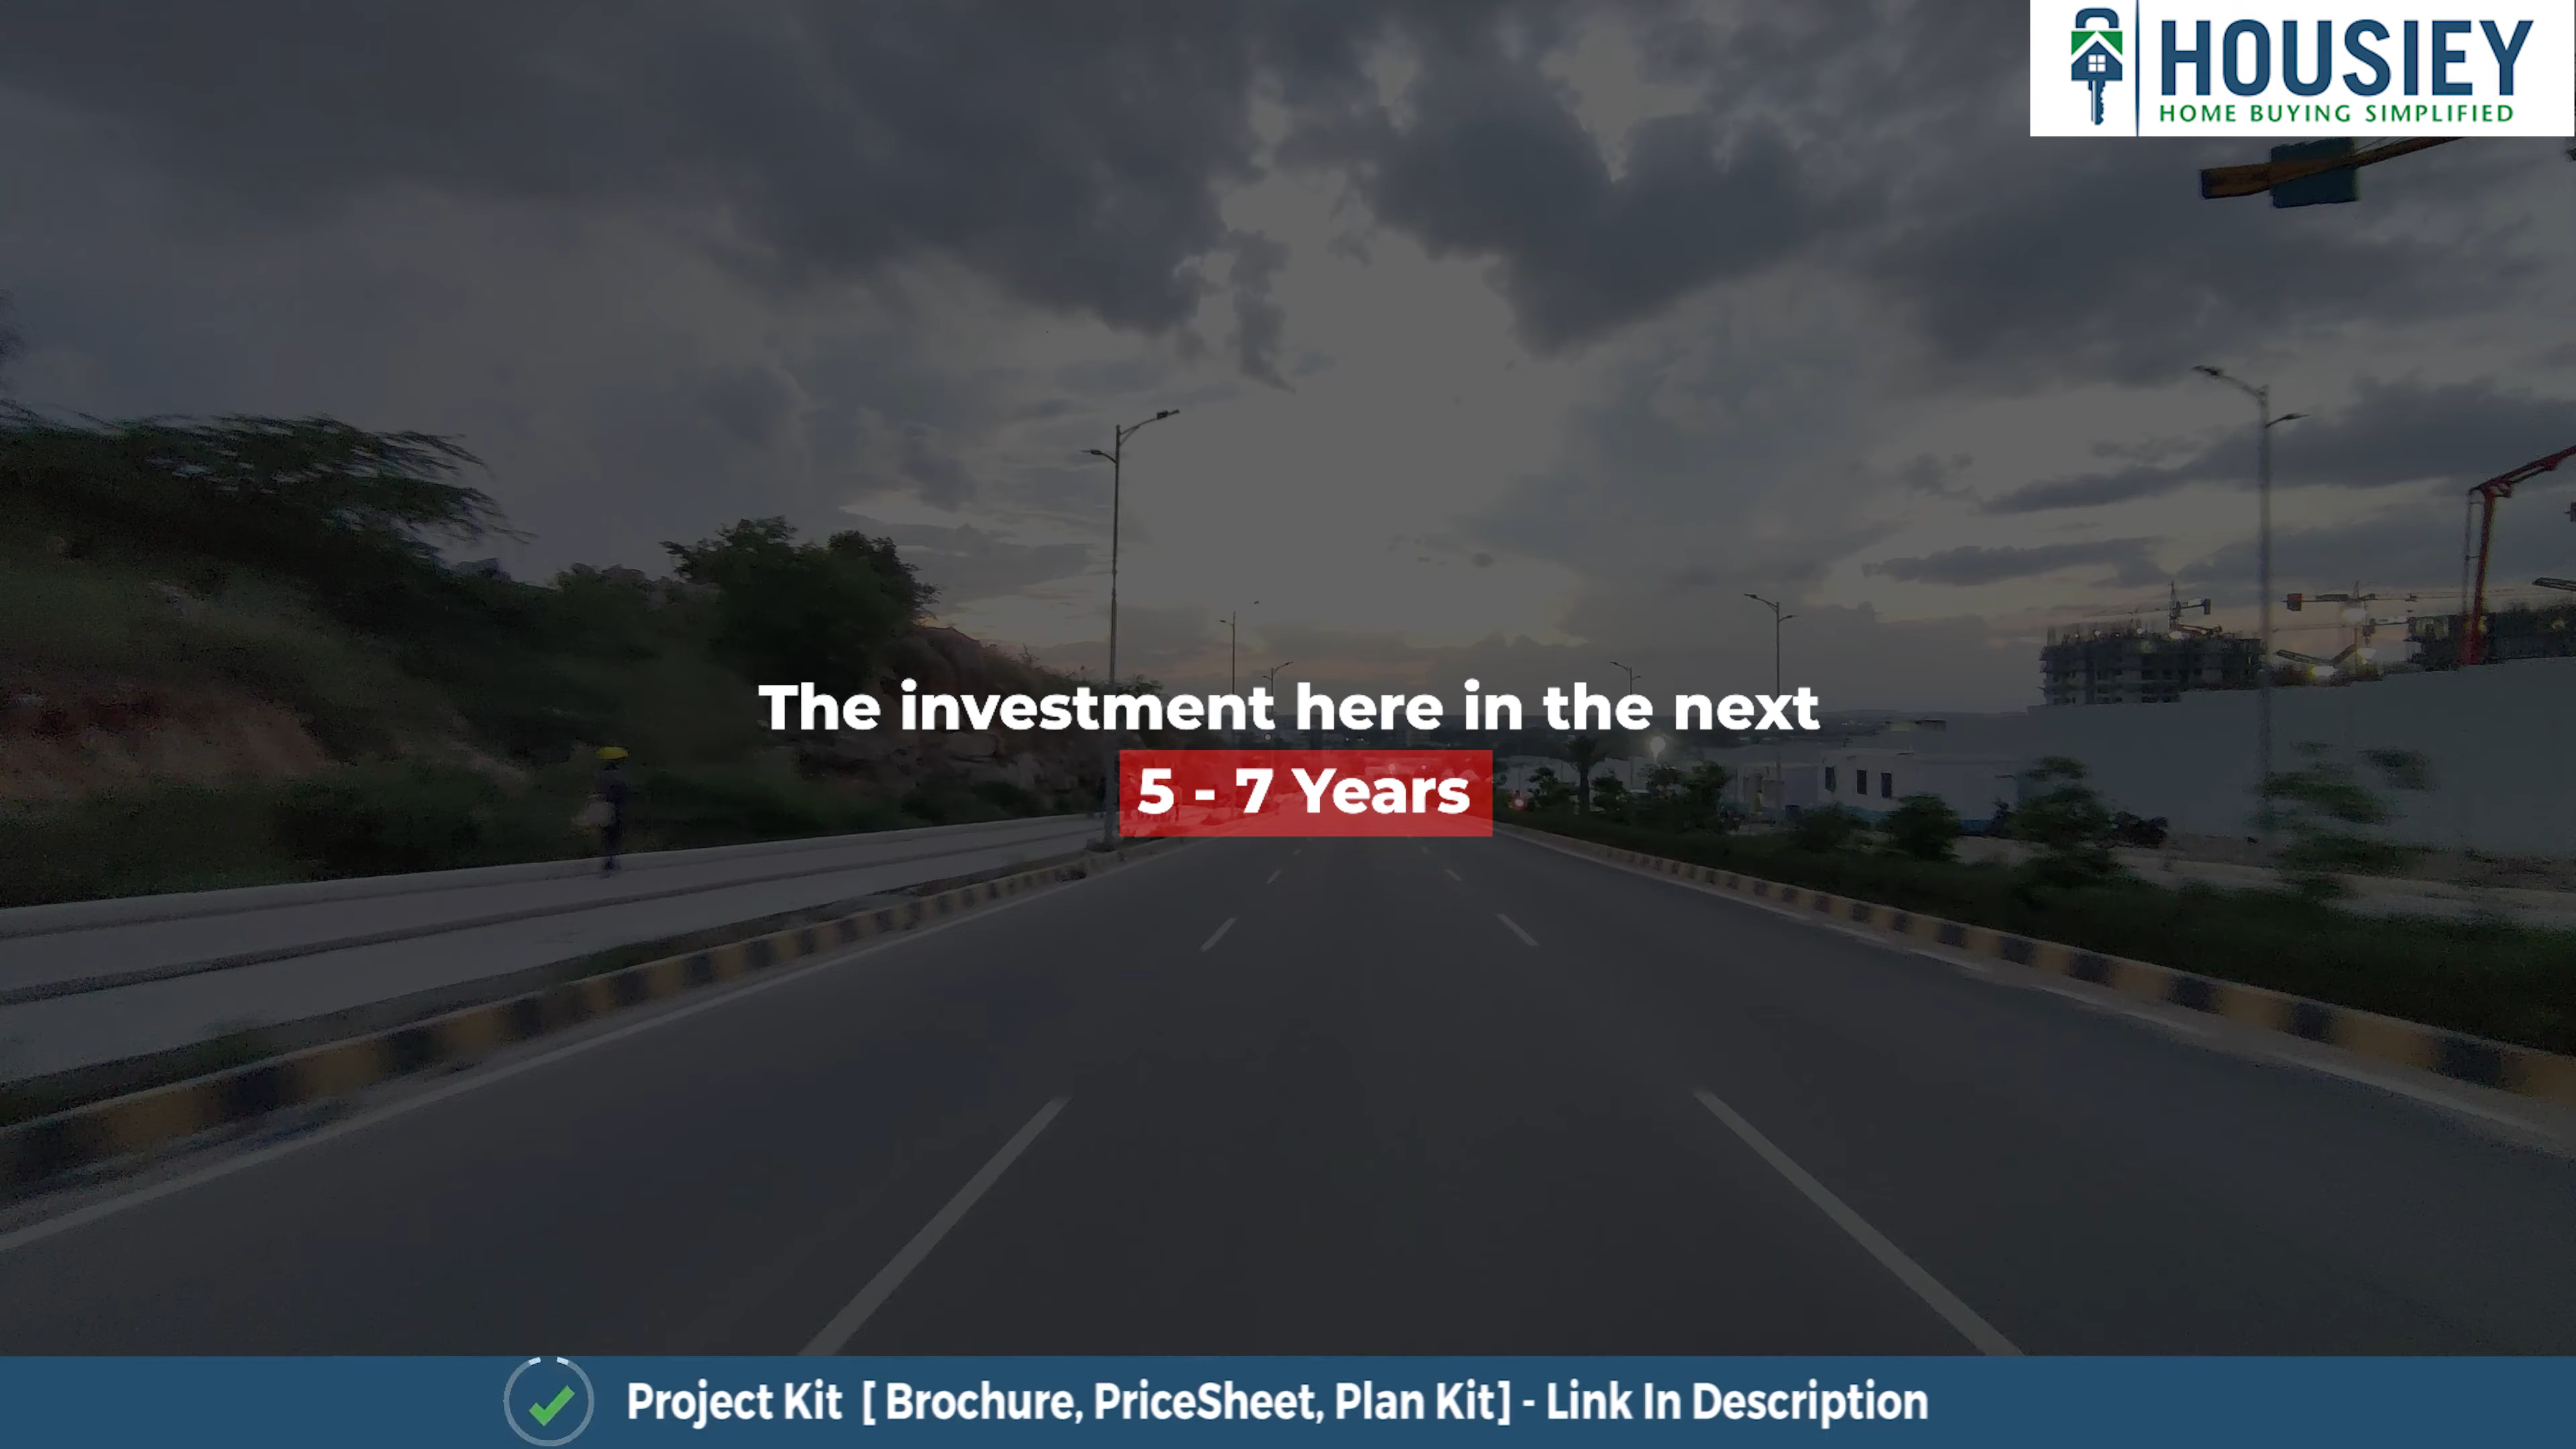 HOUSIEY
HOME BUYING SIMPLIFIED
The investment here in the next
5 - 7 Years
Project Kit [ Brochure, PriceSheet, Plan Kit] - Link In Description